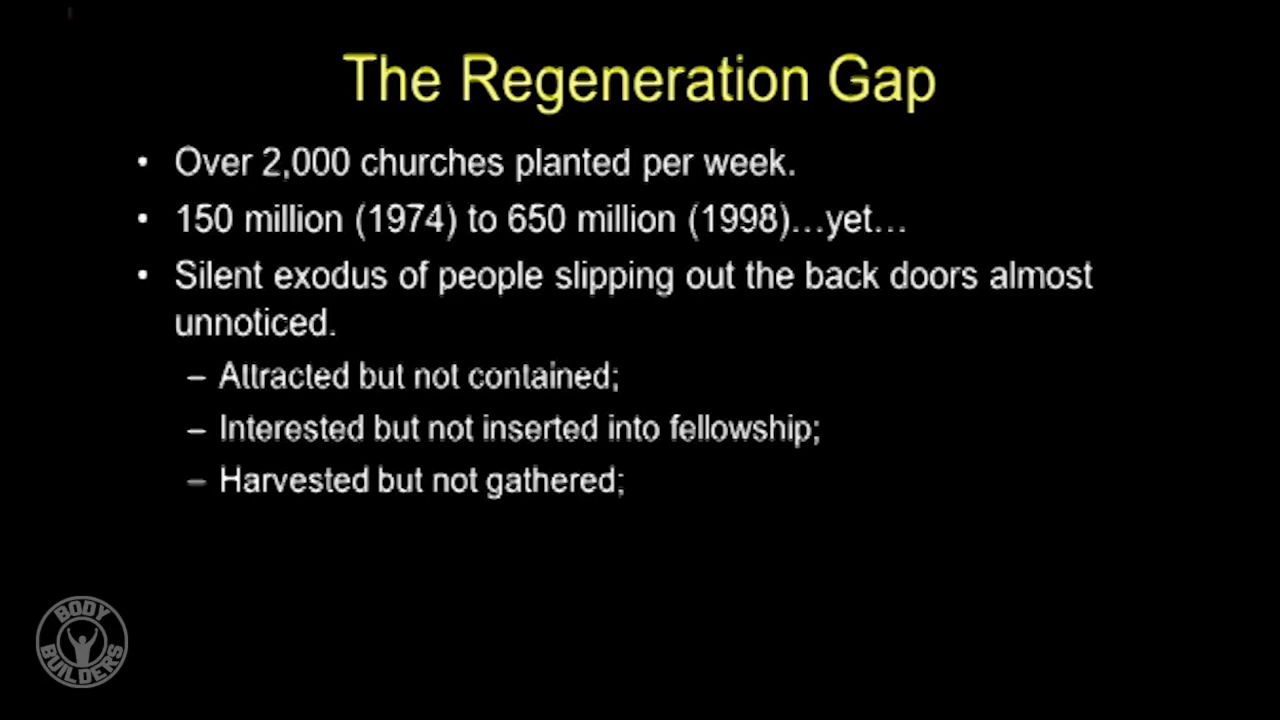 The Regeneration Gap
• Over 2,000 churches planted per week.
• 150 million (1974) to 650 million (1998)...yet...
• Silent exodus of people slipping out the back doors almost
unnoticed.
– Attracted but not contained;
– Interested but not inserted into fellowship;
– Harvested but not gathered;
BODY
BUILDERS